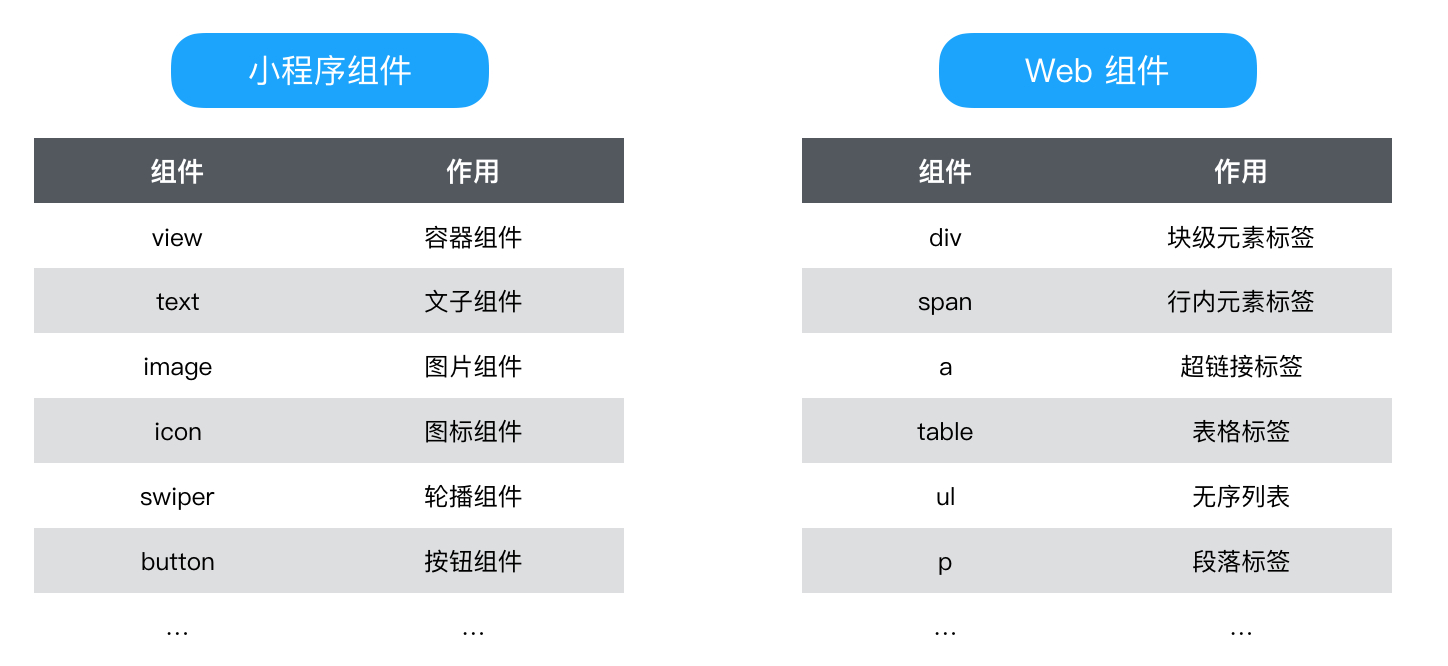 小程序组件
组件 作用
view 容器组件
text 文子组件
image 图片组件
icon 图标组件
swiper 轮播组件
button 按钮组件
... ...
Web 组件
组件 作用
div 块级元素标签
span 行内元素标签
a 超链接标签
table 表格标签
ul 无序列表
p 段落标签
... ...